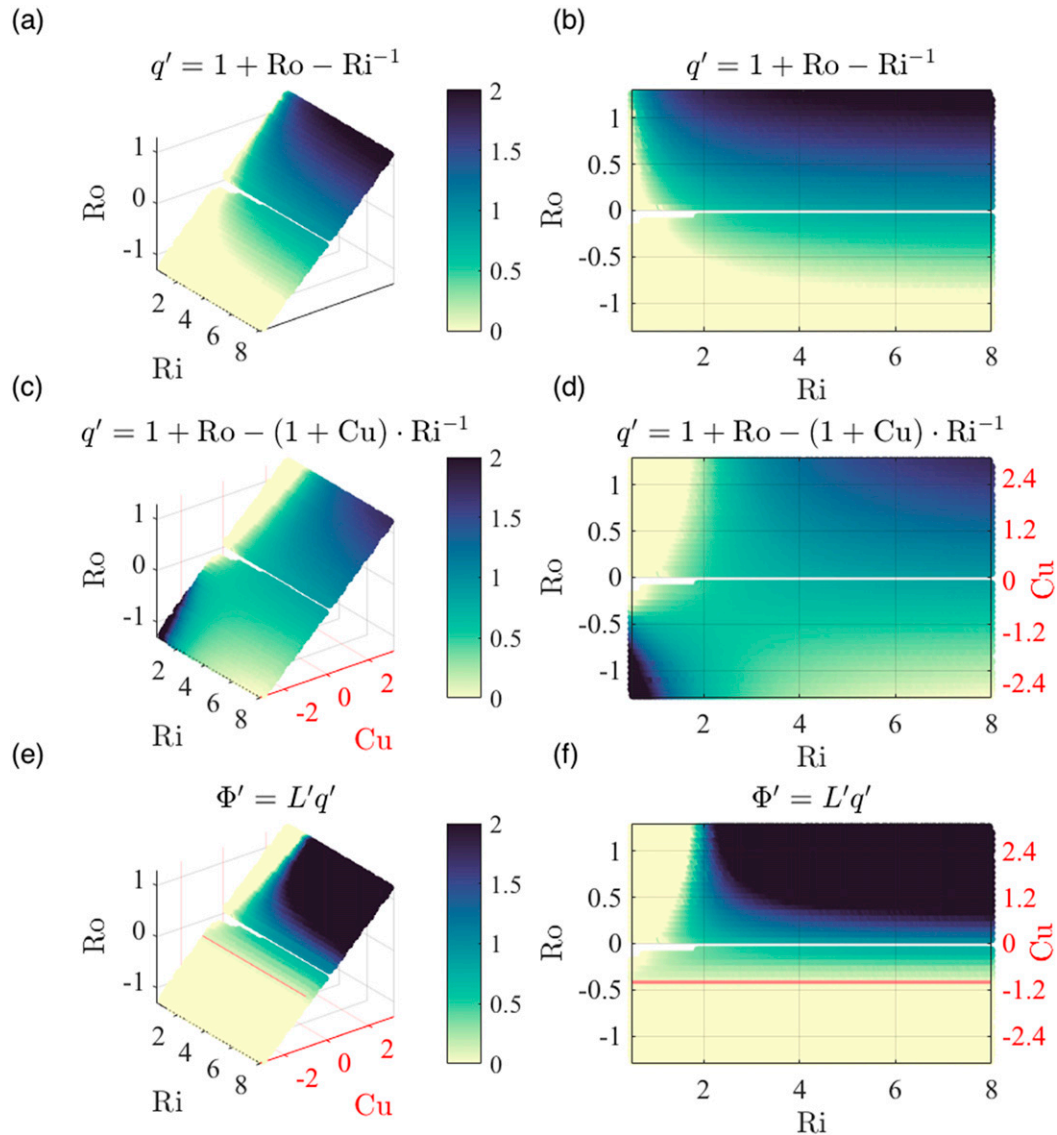 (a)
q′ = 1 + Ro − Ri⁻¹
Ro
1
0
-1
2
4
6
8
Ri
2
1.5
1
0.5
0
(b)
q′ = 1 + Ro − Ri⁻¹
Ro
1
0.5
0
-0.5
-1
2
4
6
8
Ri
(c)
q′ = 1 + Ro − (1 + Cu) · Ri⁻¹
Ro
1
0
-1
2
4
6
8
Ri
-2
0
2
Cu
2
1.5
1
0.5
0
(d)
q′ = 1 + Ro − (1 + Cu) · Ri⁻¹
Ro
1
0.5
0
-0.5
-1
2
4
6
8
Ri
2.4
1.2
0
-1.2
-2.4
Cu
(e)
Φ′ = L′q′
Ro
1
0
-1
2
4
6
8
Ri
-2
0
2
Cu
2
1.5
1
0.5
0
(f)
Φ′ = L′q′
Ro
1
0.5
0
-0.5
-1
2
4
6
8
Ri
2.4
1.2
0
-1.2
-2.4
Cu